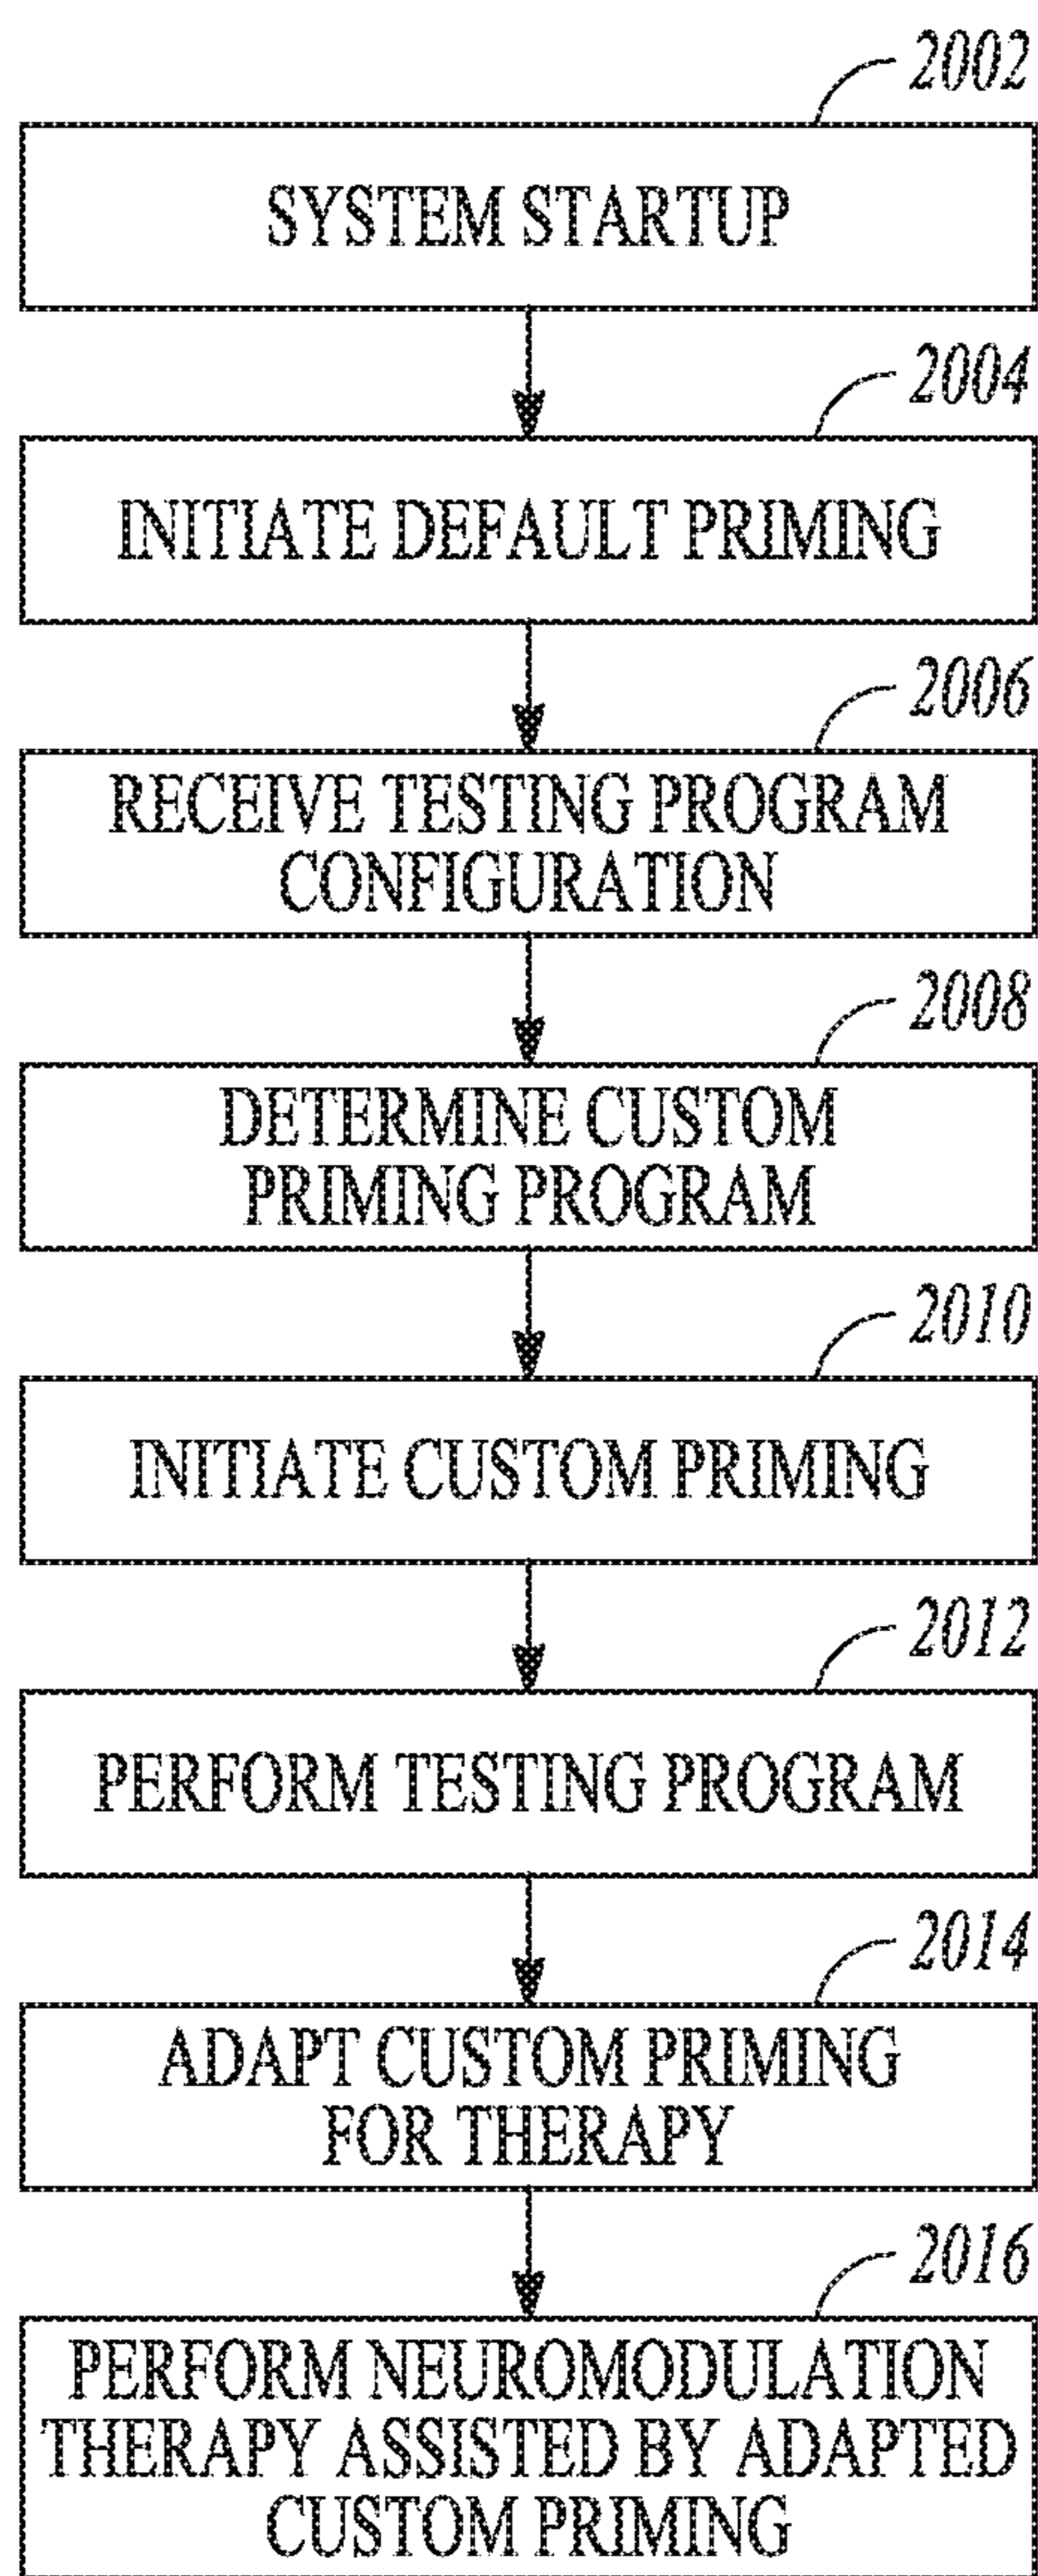 2002
SYSTEM STARTUP
2004
INITIATE DEFAULT PRIMING
2006
RECEIVE TESTING PROGRAM
CONFIGURATION
2008
DETERMINE CUSTOM
PRIMING PROGRAM
2010
INITIATE CUSTOM PRIMING
2012
PERFORM TESTING PROGRAM
2014
ADAPT CUSTOM PRIMING
FOR THERAPY
2016
PERFORM NEUROMODULATION
THERAPY ASSISTED BY ADAPTED
CUSTOM PRIMING